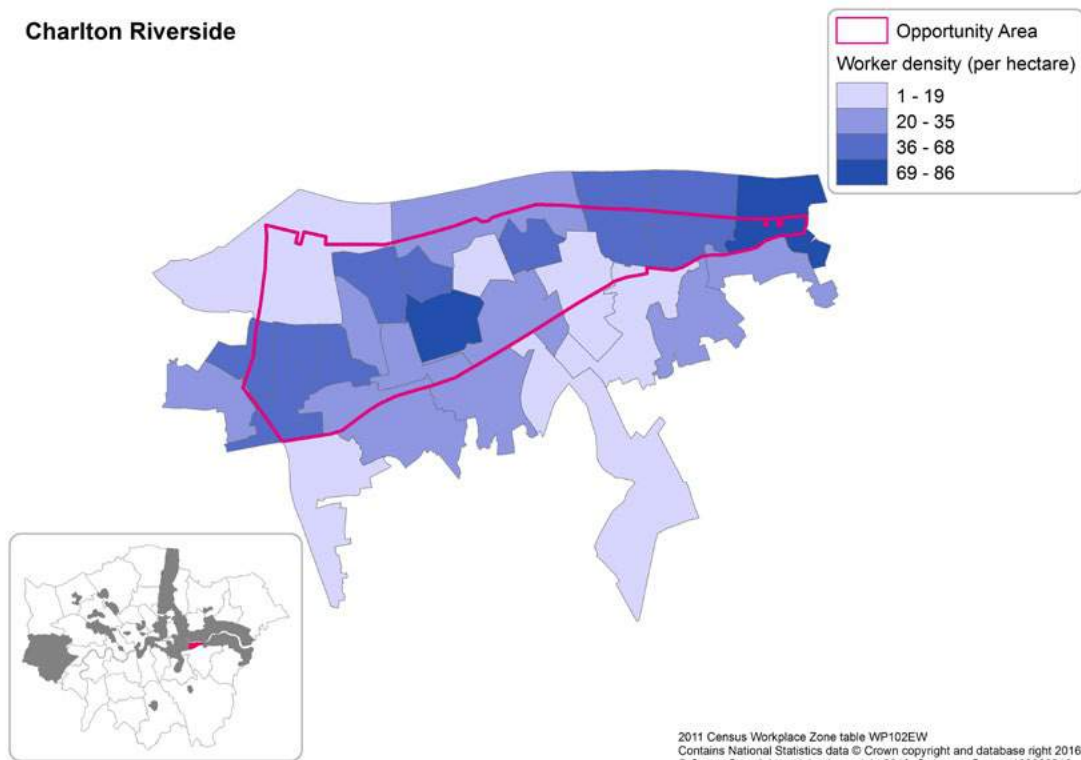 Charlton Riverside
Opportunity Area
Worker density (per hectare)
1 - 19
20 - 35
36 - 68
69 - 86
2011 Census Workplace Zone table WP102EW
Contains National Statistics data © Crown copyright and database right 2016